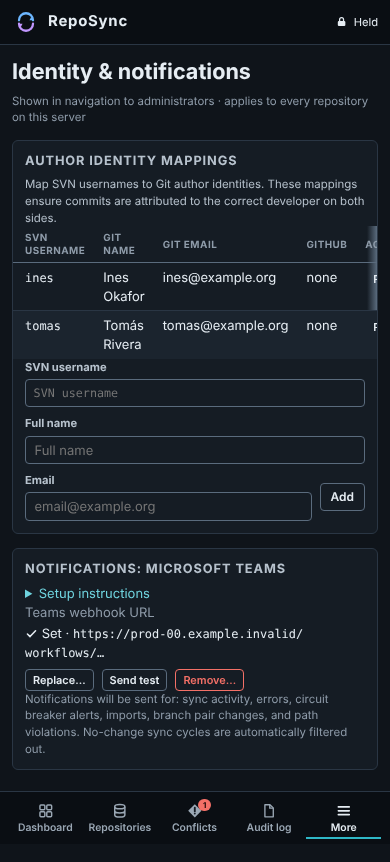 RepoSync
Held
Identity & notifications
Shown in navigation to administrators · applies to every repository
on this server
AUTHOR IDENTITY MAPPINGS
Map SVN usernames to Git author identities. These mappings
ensure commits are attributed to the correct developer on both
sides.
SVN USERNAME GIT NAME GIT EMAIL GITHUB
ines Ines Okafor ines@example.org none
tomas Tomás Rivera tomas@example.org none
SVN username
SVN username
Full name
Full name
Email
email@example.org Add
NOTIFICATIONS: MICROSOFT TEAMS
Setup instructions
Teams webhook URL
✓ Set · https://prod-00.example.invalid/
workflows/…
Replace… Send test Remove…
Notifications will be sent for: sync activity, errors, circuit
breaker alerts, imports, branch pair changes, and path
violations. No-change sync cycles are automatically filtered
out.
1
Dashboard Repositories Conflicts Audit log More